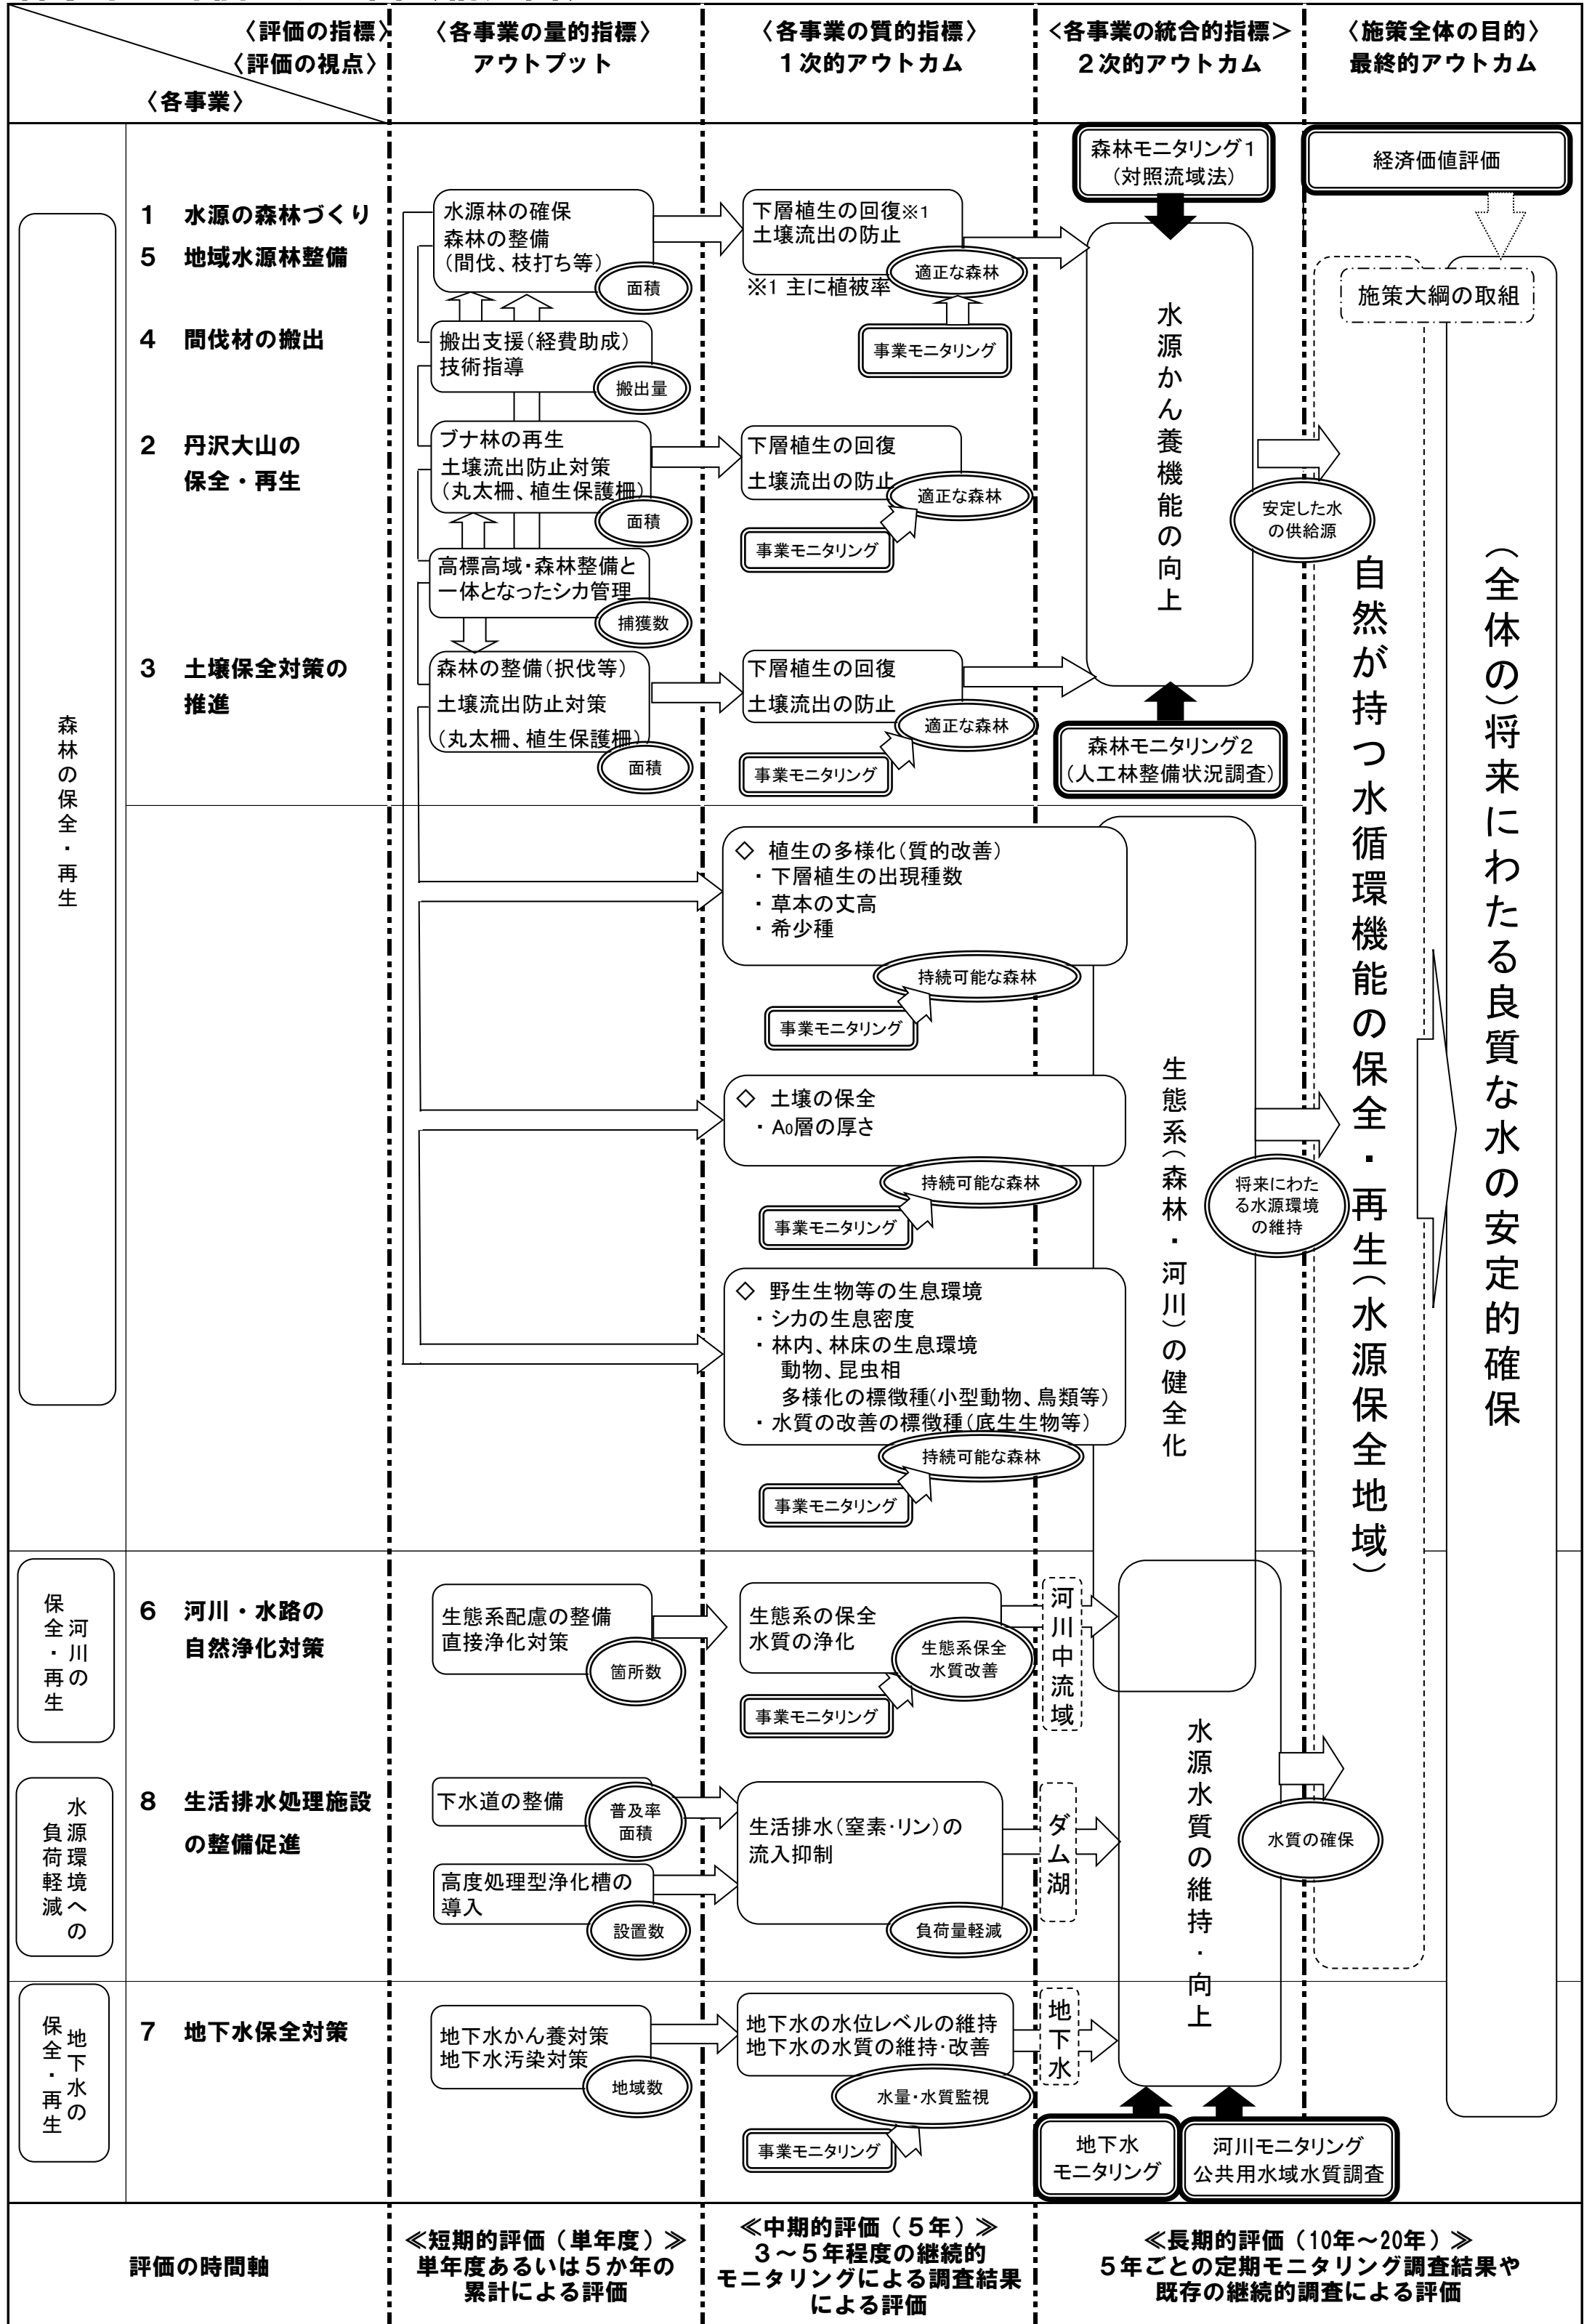 〈評価の指標〉
〈評価の視点〉
〈各事業〉
〈各事業の量的指標〉
アウトプット
〈各事業の質的指標〉
１次的アウトカム
＜各事業の統合的指標＞
２次的アウトカム
〈施策全体の目的〉
最終的アウトカム
森林の保全・再生
1 水源の森林づくり
5 地域水源林整備
水源林の確保
森林の整備
(間伐、枝打ち等)
面積
下層植生の回復※1
土壌流出の防止
適正な森林
※1 主に植被率
事業モニタリング
森林モニタリング１
(対照流域法)
経済価値評価
施策大綱の取組
4 間伐材の搬出
搬出支援(経費助成)
技術指導
搬出量
2 丹沢大山の
保全・再生
ブナ林の再生
土壌流出防止対策
(丸太柵、植生保護柵)
面積
下層植生の回復
土壌流出の防止
適正な森林
事業モニタリング
高標高域・森林整備と
一体となったシカ管理
捕獲数
3 土壌保全対策の
推進
森林の整備(択伐等)
土壌流出防止対策
(丸太柵、植生保護柵)
面積
下層植生の回復
土壌流出の防止
適正な森林
事業モニタリング
水源かん養機能の向上
森林モニタリング2
(人工林整備状況調査)
安定した水
の供給源
◇ 植生の多様化(質的改善)
・下層植生の出現種数
・草本の丈高
・希少種
持続可能な森林
事業モニタリング
◇ 土壌の保全
・A0層の厚さ
持続可能な森林
事業モニタリング
◇ 野生生物等の生息環境
・シカの生息密度
・林内、林床の生息環境
動物、昆虫相
多様化の標徴種(小型動物、鳥類等)
・水質の改善の標徴種(底生生物等)
持続可能な森林
事業モニタリング
生態系(森林・河川)の健全化
将来にわた
る水源環境
の維持
自然が持つ水循環機能の保全・再生(水源保全地域)
(全体の)将来にわたる良質な水の安定的確保
河川の
保全・再生
6 河川・水路の
自然浄化対策
生態系配慮の整備
直接浄化対策
箇所数
生態系の保全
水質の浄化
生態系保全
水質改善
事業モニタリング
河川中流域
水源環境への
負荷軽減
8 生活排水処理施設
の整備促進
下水道の整備
普及率
面積
高度処理型浄化槽の
導入
設置数
生活排水(窒素・リン)の
流入抑制
負荷量軽減
ダム湖
水源水質の維持・向上
水質の確保
地下水の
保全・再生
7 地下水保全対策
地下水かん養対策
地下水汚染対策
地域数
地下水の水位レベルの維持
地下水の水質の維持・改善
水量・水質監視
事業モニタリング
地下水
地下水
モニタリング
河川モニタリング
公共用水域水質調査
評価の時間軸
≪短期的評価（単年度）≫
単年度あるいは５か年の
累計による評価
≪中期的評価（５年）≫
３～５年程度の継続的
モニタリングによる調査結果
による評価
≪長期的評価（10年～20年）≫
５年ごとの定期モニタリング調査結果や
既存の継続的調査による評価